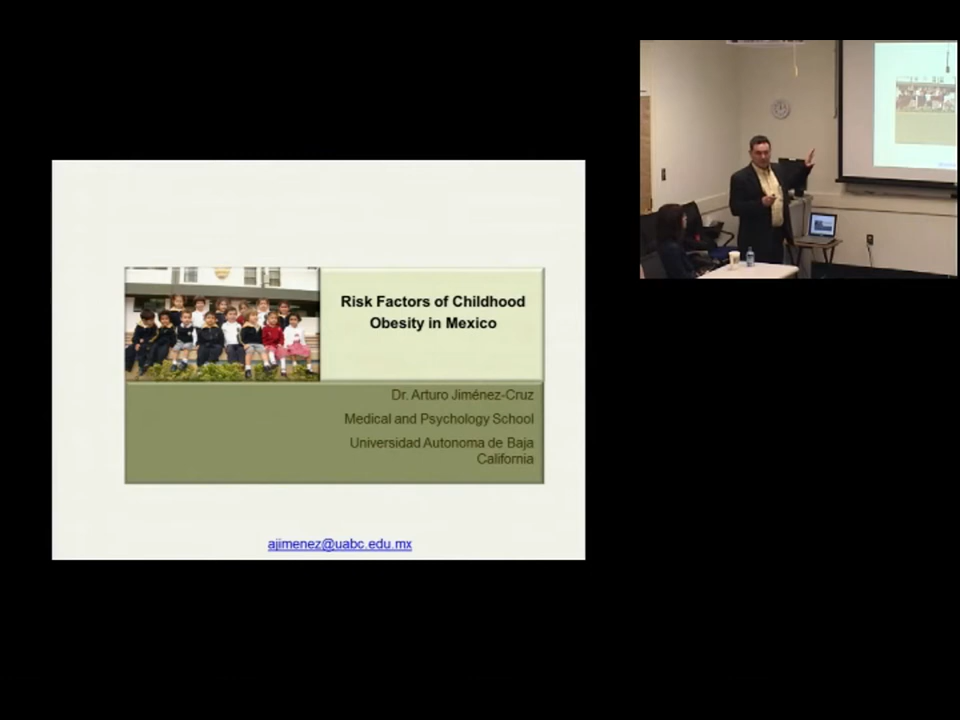 Risk Factors of Childhood
Obesity in Mexico
Dr. Arturo Jiménez-Cruz
Medical and Psychology School
Universidad Autonoma de Baja
California
ajimenez@uabc.edu.mx